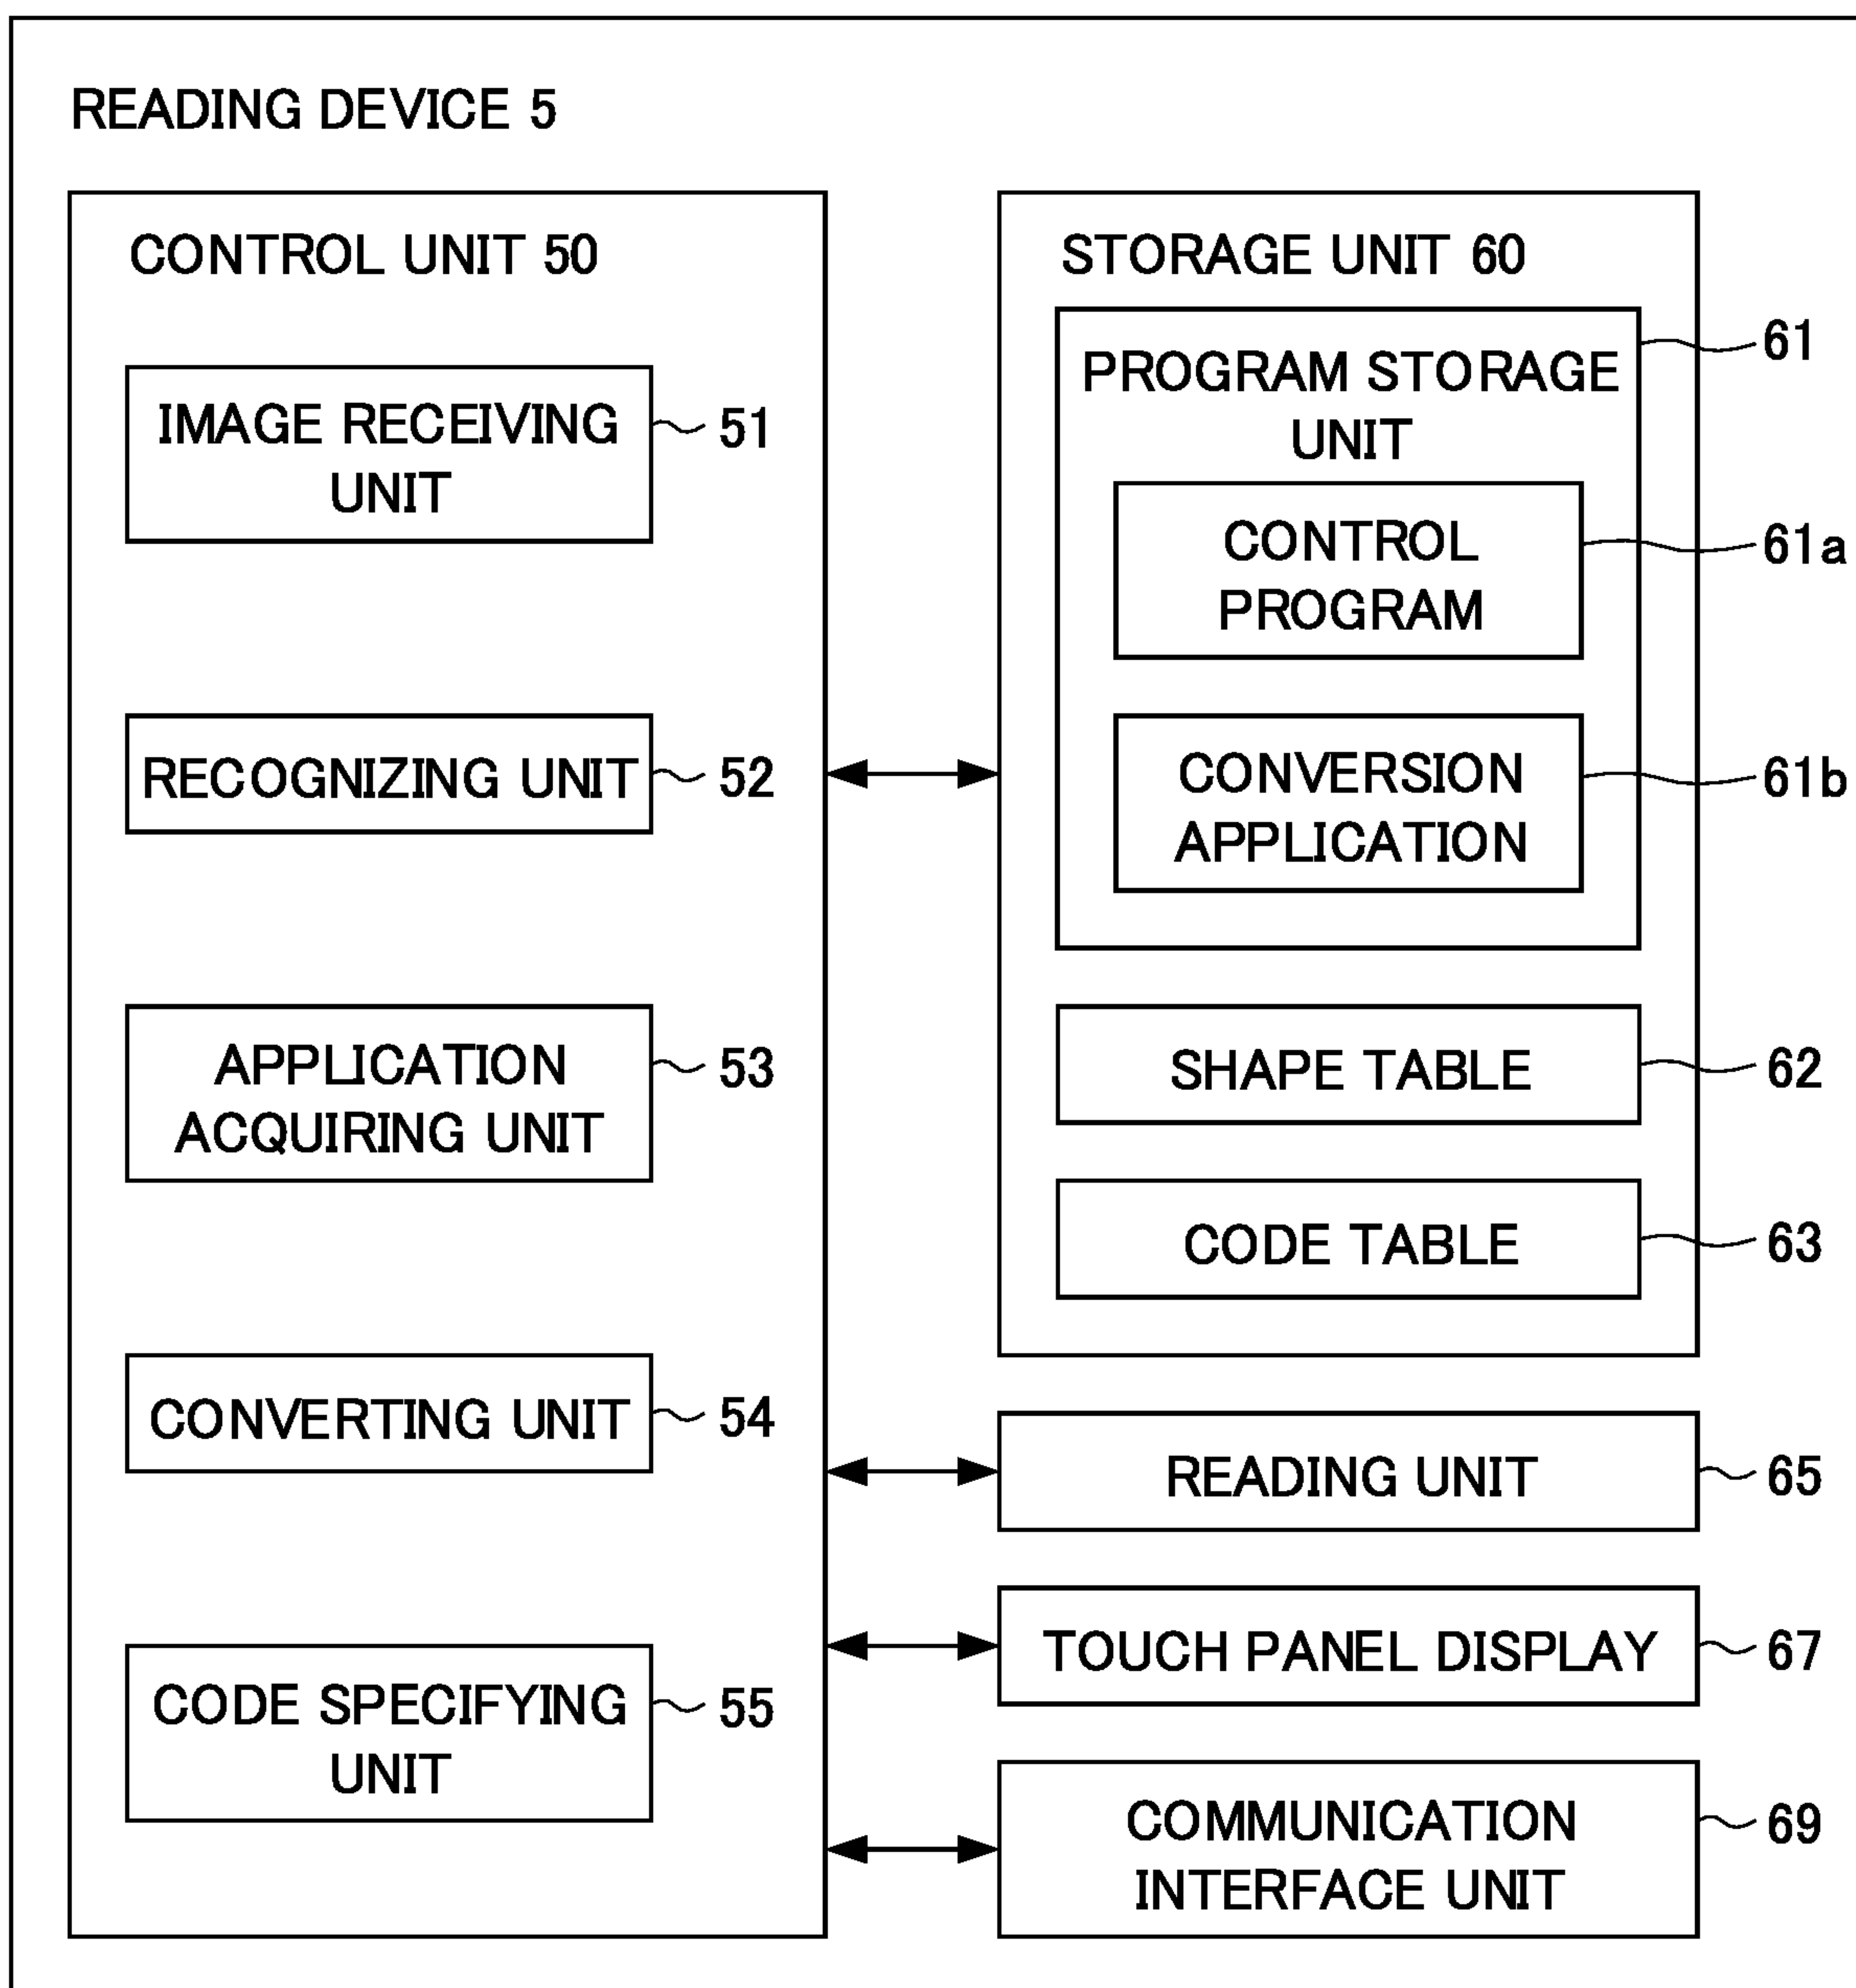 READING DEVICE 5
CONTROL UNIT 50
IMAGE RECEIVING
UNIT
51
RECOGNIZING UNIT
52
APPLICATION
ACQUIRING UNIT
53
CONVERTING UNIT
54
CODE SPECIFYING
UNIT
55
STORAGE UNIT 60
PROGRAM STORAGE
UNIT
61
CONTROL
PROGRAM
61a
CONVERSION
APPLICATION
61b
SHAPE TABLE
62
CODE TABLE
63
READING UNIT
65
TOUCH PANEL DISPLAY
67
COMMUNICATION
INTERFACE UNIT
69